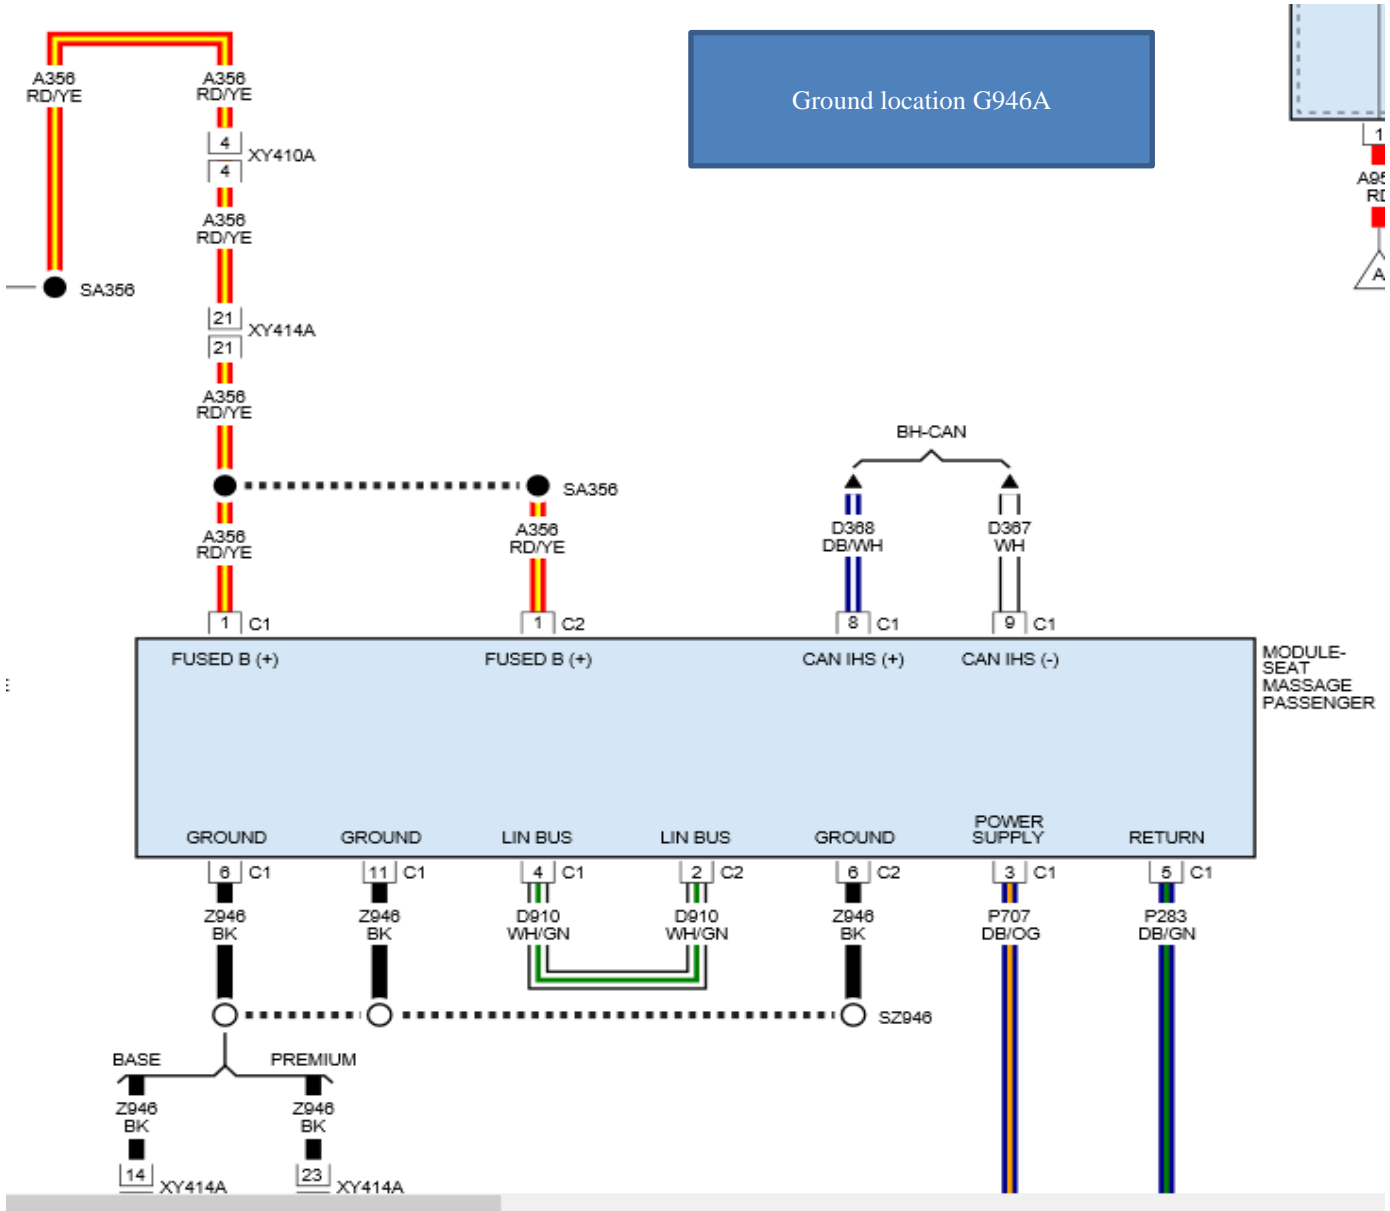 Ground location G946A
A356
RD/YE
A356
RD/YE
4
XY410A
4
1
A95
RD
A
A356
RD/YE
SA356
21
XY414A
21
A356
RD/YE
BH-CAN
SA356
A356
RD/YE
A356
RD/YE
D368
DB/WH
D367
WH
1 C1
1 C2
8 C1
9 C1
FUSED B (+)
FUSED B (+)
CAN IHS (+)
CAN IHS (-)
MODULE-
SEAT
MASSAGE
PASSENGER
GROUND
GROUND
LIN BUS
LIN BUS
GROUND
POWER
SUPPLY
RETURN
6 C1
11 C1
4 C1
2 C2
6 C2
3 C1
5 C1
Z946
BK
Z946
BK
D910
WH/GN
D910
WH/GN
Z946
BK
P707
DB/OG
P283
DB/GN
SZ946
BASE
PREMIUM
Z946
BK
Z946
BK
14
XY414A
23
XY414A